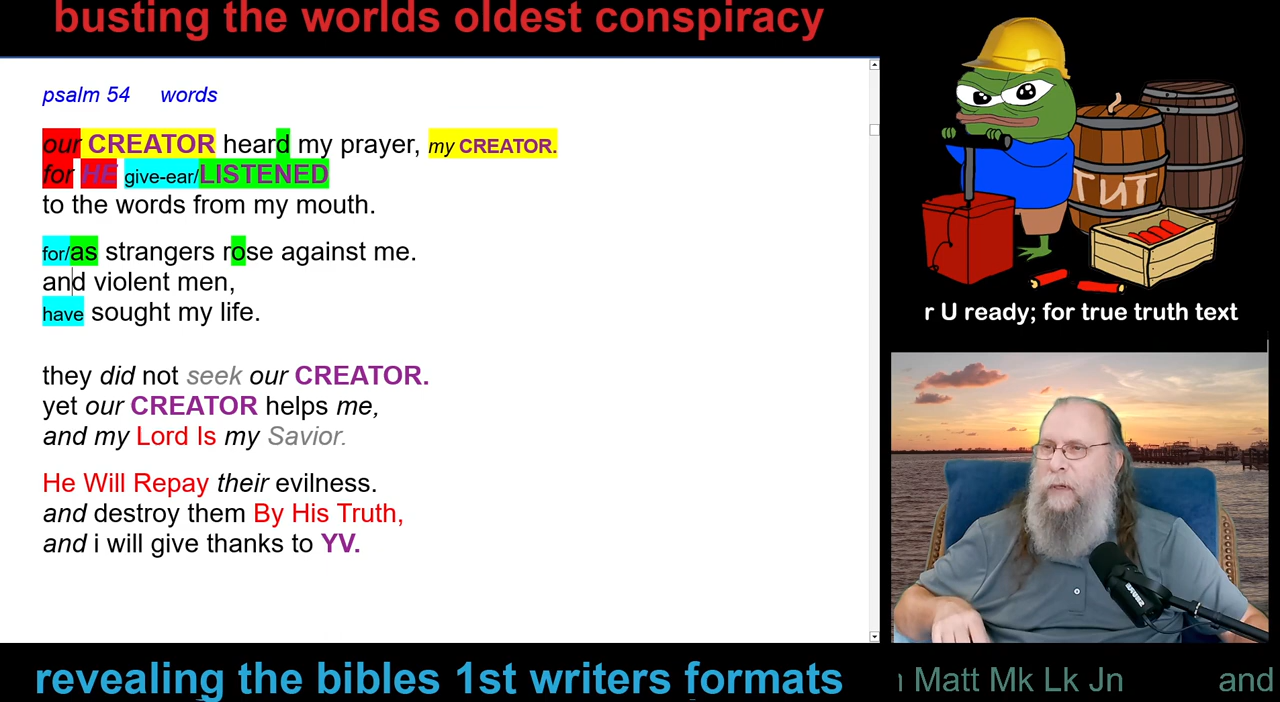 busting the worlds oldest conspiracy
psalm 54 words
our CREATOR heard my prayer, my CREATOR.
for HE give-ear/LISTENED
to the words from my mouth.
for/as strangers rose against me.
and violent men,
have sought my life.
they did not seek our CREATOR.
yet our CREATOR helps me,
and my Lord Is my Savior.
He Will Repay their evilness.
and destroy them By His Truth,
and i will give thanks to YV.
TNT
r U ready; for true truth text
revealing the bibles 1st writers formats
Matt Mk Lk Jn and